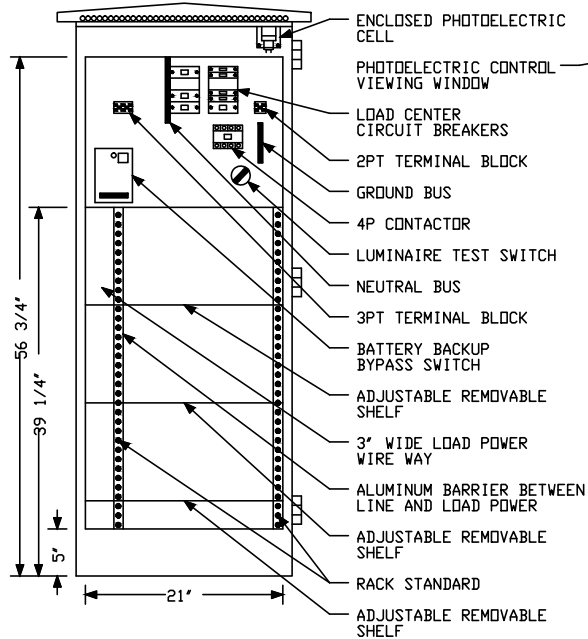 ENCLOSED PHOTOELECTRIC
CELL
PHOTOELECTRIC CONTROL
VIEWING WINDOW
LOAD CENTER
CIRCUIT BREAKERS
2PT TERMINAL BLOCK
GROUND BUS
4P CONTACTOR
LUMINAIRE TEST SWITCH
NEUTRAL BUS
3PT TERMINAL BLOCK
BATTERY BACKUP
BYPASS SWITCH
ADJUSTABLE REMOVABLE
SHELF
3" WIDE LOAD POWER
WIRE WAY
ALUMINUM BARRIER BETWEEN
LINE AND LOAD POWER
ADJUSTABLE REMOVABLE
SHELF
RACK STANDARD
ADJUSTABLE REMOVABLE
SHELF
56 3/4"
39 1/4"
5"
21"